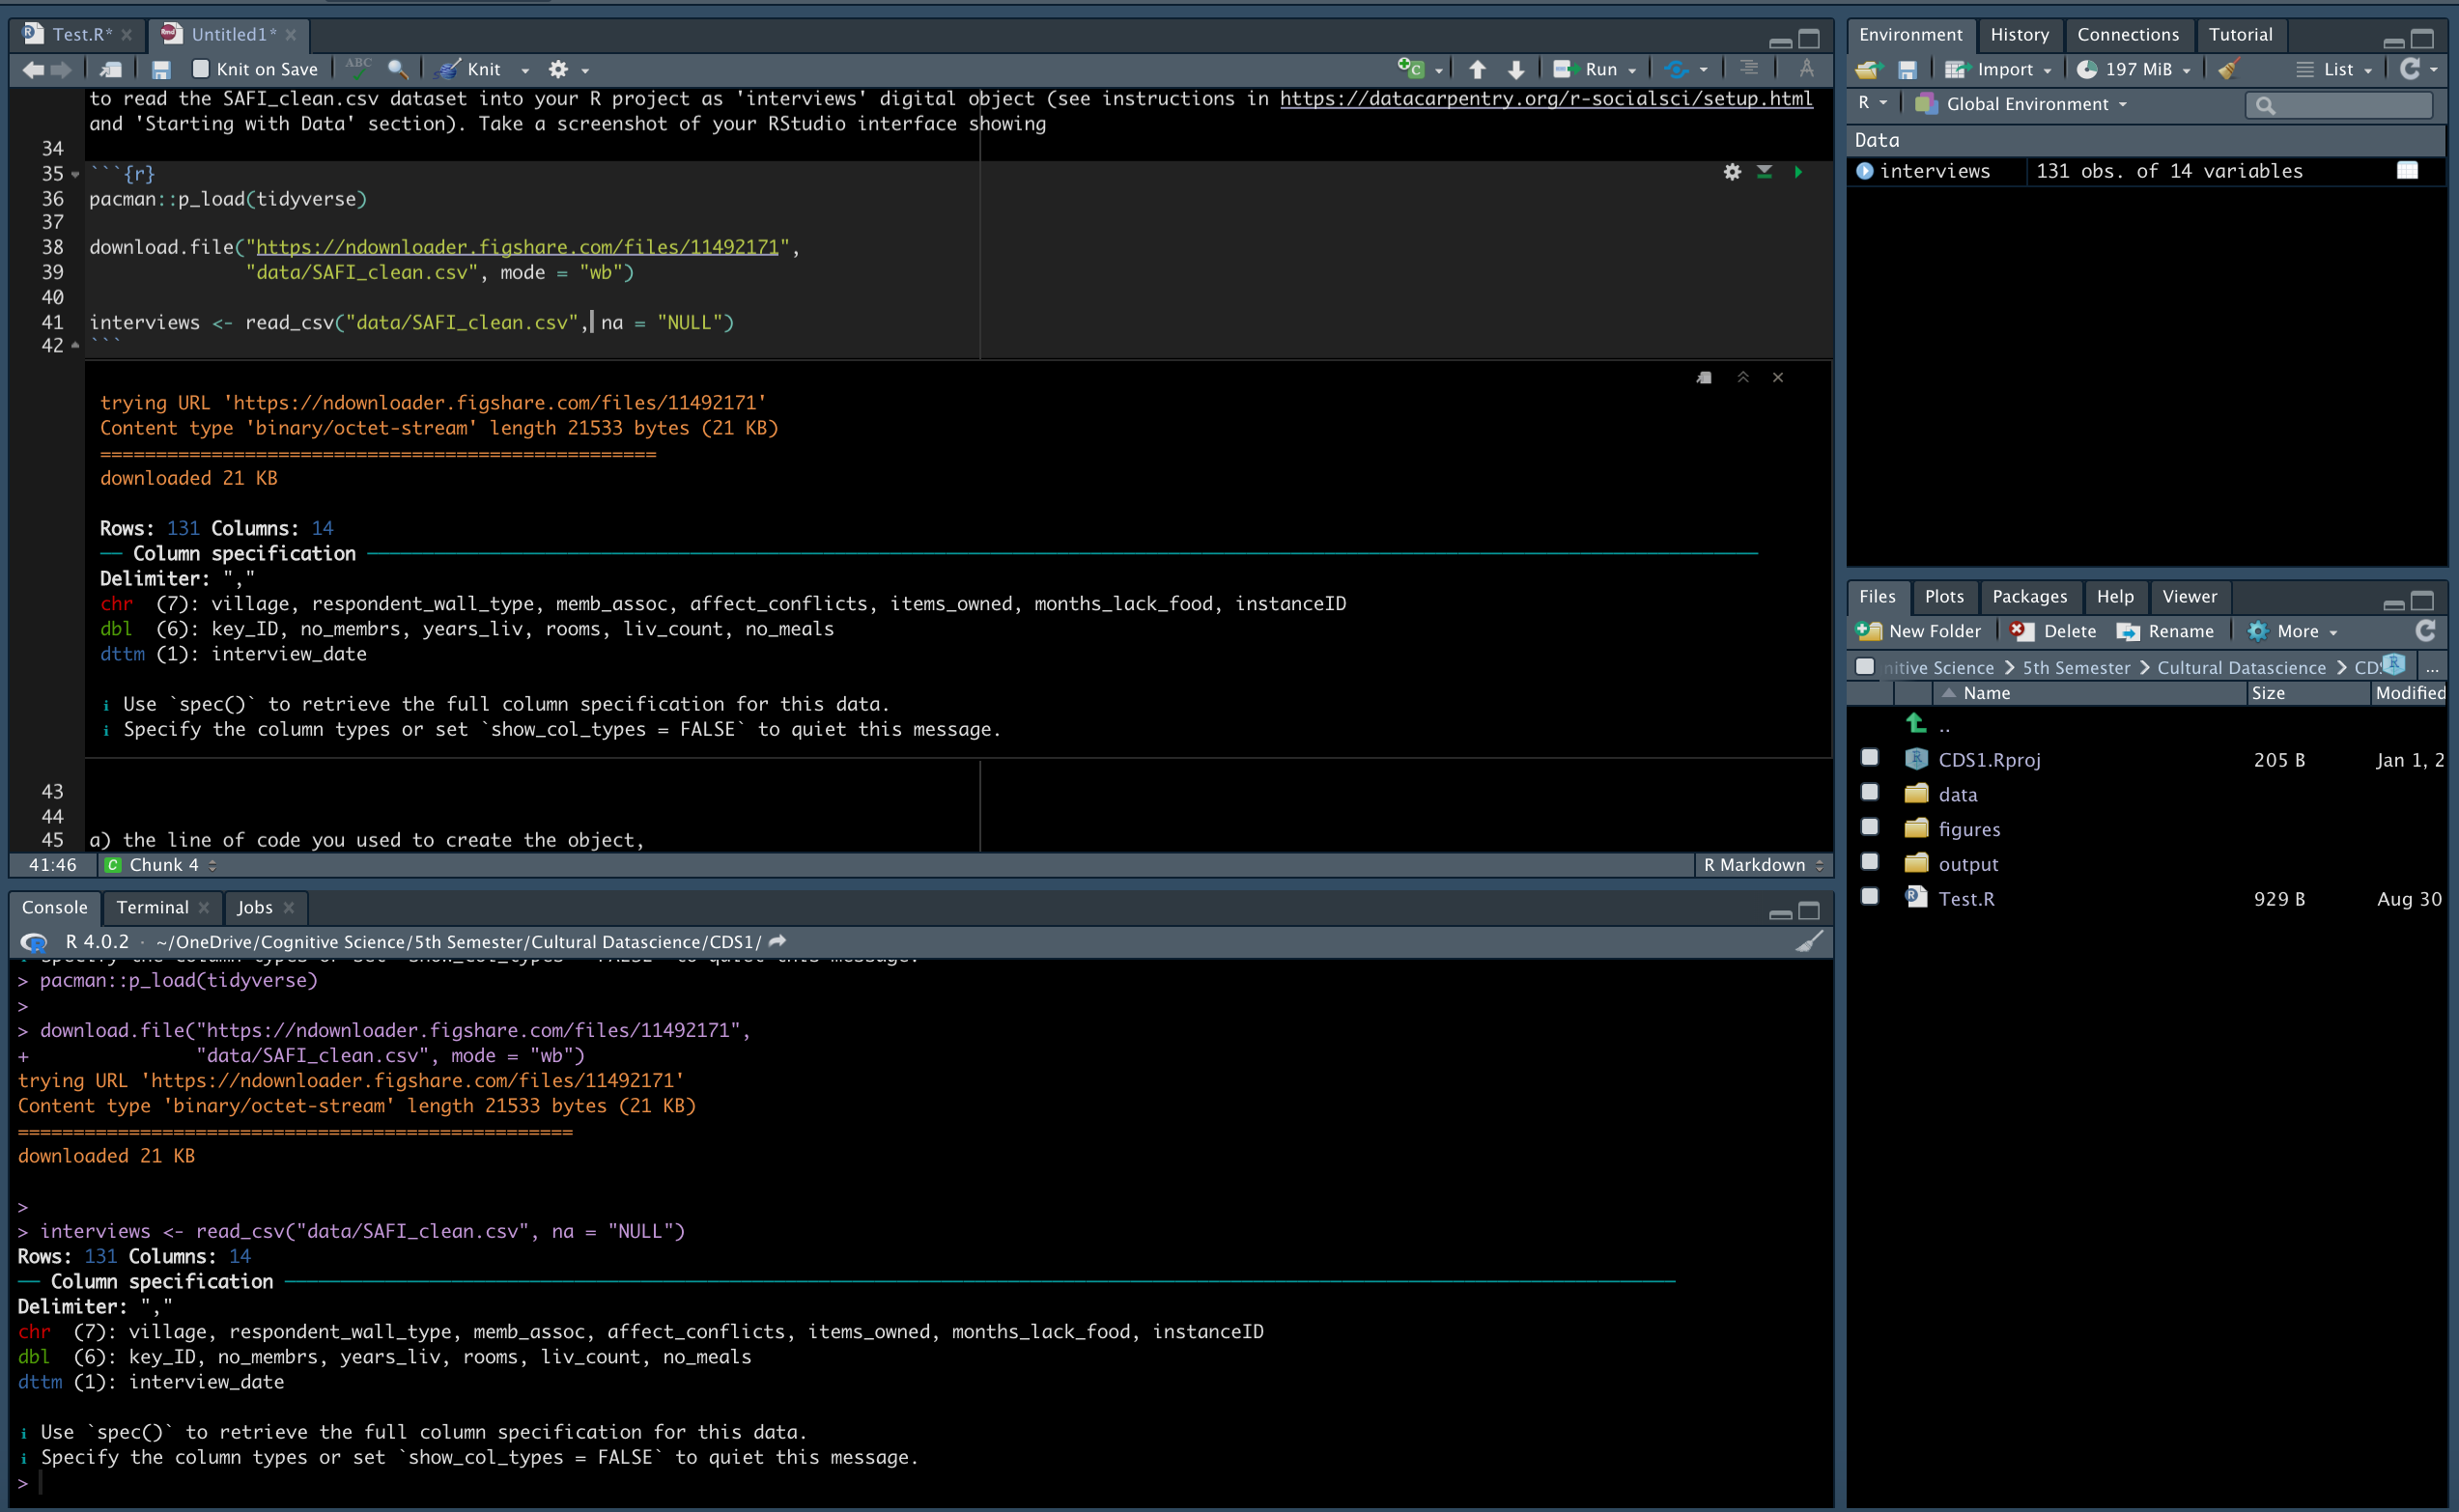 Test.R*
Untitled1*
Knit on Save
ABC
Knit
Run
to read the SAFI_clean.csv dataset into your R project as 'interviews' digital object (see instructions in https://datacarpentry.org/r-socialsci/setup.html
and 'Starting with Data' section). Take a screenshot of your RStudio interface showing
34
35 ```{r}
36 pacman::p_load(tidyverse)
37
38 download.file("https://ndownloader.figshare.com/files/11492171",
39 "data/SAFI_clean.csv", mode = "wb")
40
41 interviews <- read_csv("data/SAFI_clean.csv", na = "NULL")
42 ```
trying URL 'https://ndownloader.figshare.com/files/11492171'
Content type 'binary/octet-stream' length 21533 bytes (21 KB)
==================================================
downloaded 21 KB
Rows: 131 Columns: 14
── Column specification ──────────────────────────────
Delimiter: ","
chr (7): village, respondent_wall_type, memb_assoc, affect_conflicts, items_owned, months_lack_food, instanceID
dbl (6): key_ID, no_membrs, years_liv, rooms, liv_count, no_meals
dttm (1): interview_date
ℹ Use `spec()` to retrieve the full column specification for this data.
ℹ Specify the column types or set `show_col_types = FALSE` to quiet this message.
43
44
45 a) the line of code you used to create the object,
41:46 C Chunk 4 R Markdown
Console Terminal Jobs
R 4.0.2 · ~/OneDrive/Cognitive Science/5th Semester/Cultural Datascience/CDS1/
ℹ Specify the column types or set `show_col_types = FALSE` to quiet this message.
> pacman::p_load(tidyverse)
>
> download.file("https://ndownloader.figshare.com/files/11492171",
+ "data/SAFI_clean.csv", mode = "wb")
trying URL 'https://ndownloader.figshare.com/files/11492171'
Content type 'binary/octet-stream' length 21533 bytes (21 KB)
==================================================
downloaded 21 KB
>
> interviews <- read_csv("data/SAFI_clean.csv", na = "NULL")
Rows: 131 Columns: 14
── Column specification ──────────────────────────────
Delimiter: ","
chr (7): village, respondent_wall_type, memb_assoc, affect_conflicts, items_owned, months_lack_food, instanceID
dbl (6): key_ID, no_membrs, years_liv, rooms, liv_count, no_meals
dttm (1): interview_date
ℹ Use `spec()` to retrieve the full column specification for this data.
ℹ Specify the column types or set `show_col_types = FALSE` to quiet this message.
>
Environment History Connections Tutorial
Import 197 MiB List
R Global Environment
Data
interviews 131 obs. of 14 variables
Files Plots Packages Help Viewer
New Folder Delete Rename More
nitive Science 5th Semester Cultural Datascience CDS ...
Name Size Modified
..
CDS1.Rproj 205 B Jan 1, 2
data
figures
output
Test.R 929 B Aug 30